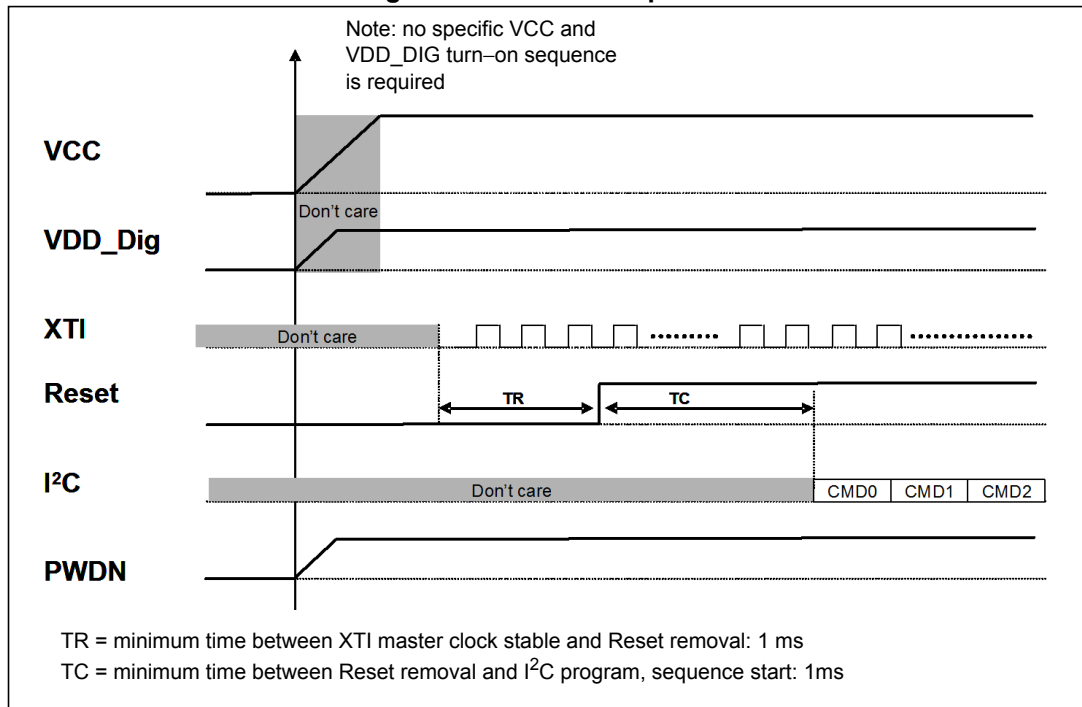 Note: no specific VCC and
VDD_DIG turn–on sequence
is required
VCC
Don't care
VDD_Dig
XTI
Don't care
Reset
TR
TC
I²C
Don't care
CMD0
CMD1
CMD2
PWDN
TR = minimum time between XTI master clock stable and Reset removal: 1 ms
TC = minimum time between Reset removal and I²C program, sequence start: 1ms